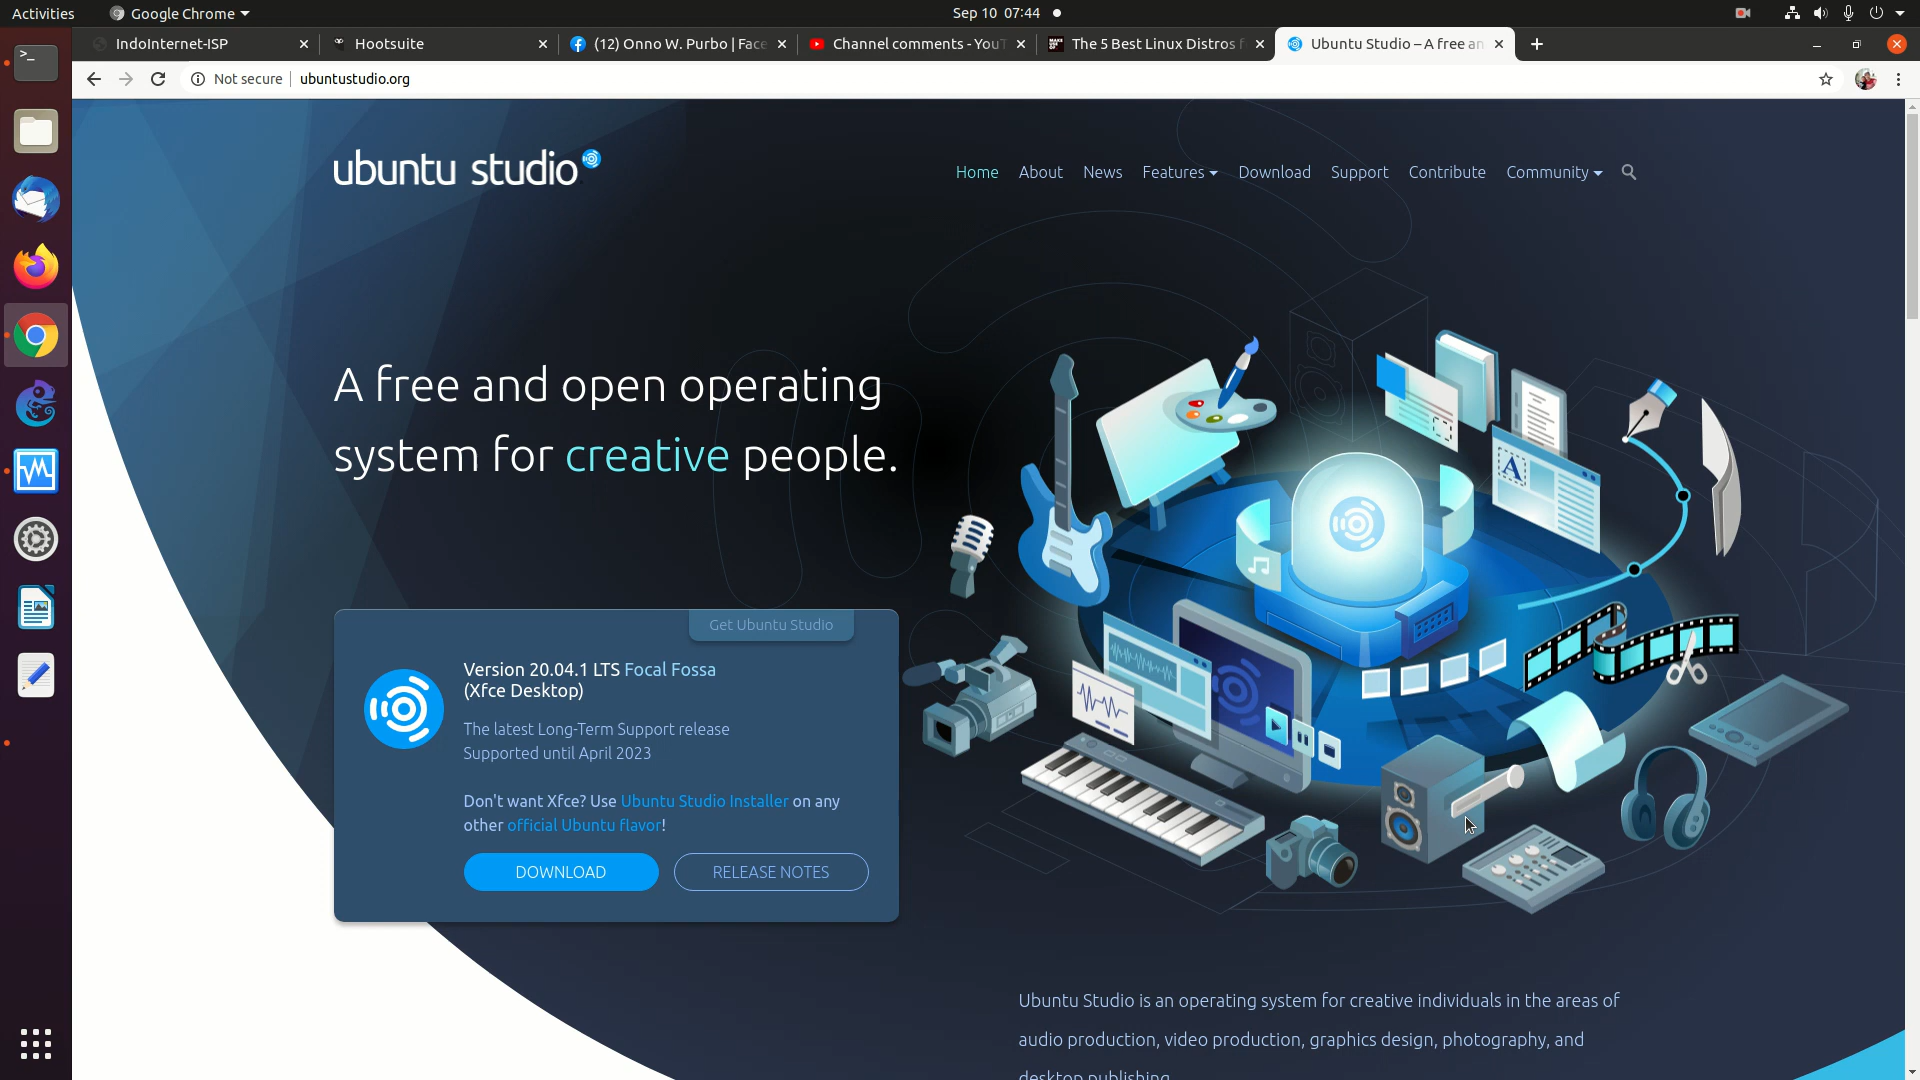 Activities
Google Chrome
Sep 10 07:44
IndoInternet-ISP
Hootsuite
(12) Onno W. Purbo | Face
Channel comments - YouT
The 5 Best Linux Distros f
Ubuntu Studio – A free an
Not secure
ubuntustudio.org
ubuntu studio
Home
About
News
Features
Download
Support
Contribute
Community
A free and open operating
system for creative people.
Get Ubuntu Studio
Version 20.04.1 LTS Focal Fossa
(Xfce Desktop)
The latest Long-Term Support release
Supported until April 2023
Don't want Xfce? Use Ubuntu Studio Installer on any
other official Ubuntu flavor!
DOWNLOAD
RELEASE NOTES
A
Ubuntu Studio is an operating system for creative individuals in the areas of
audio production, video production, graphics design, photography, and
desktop publishing